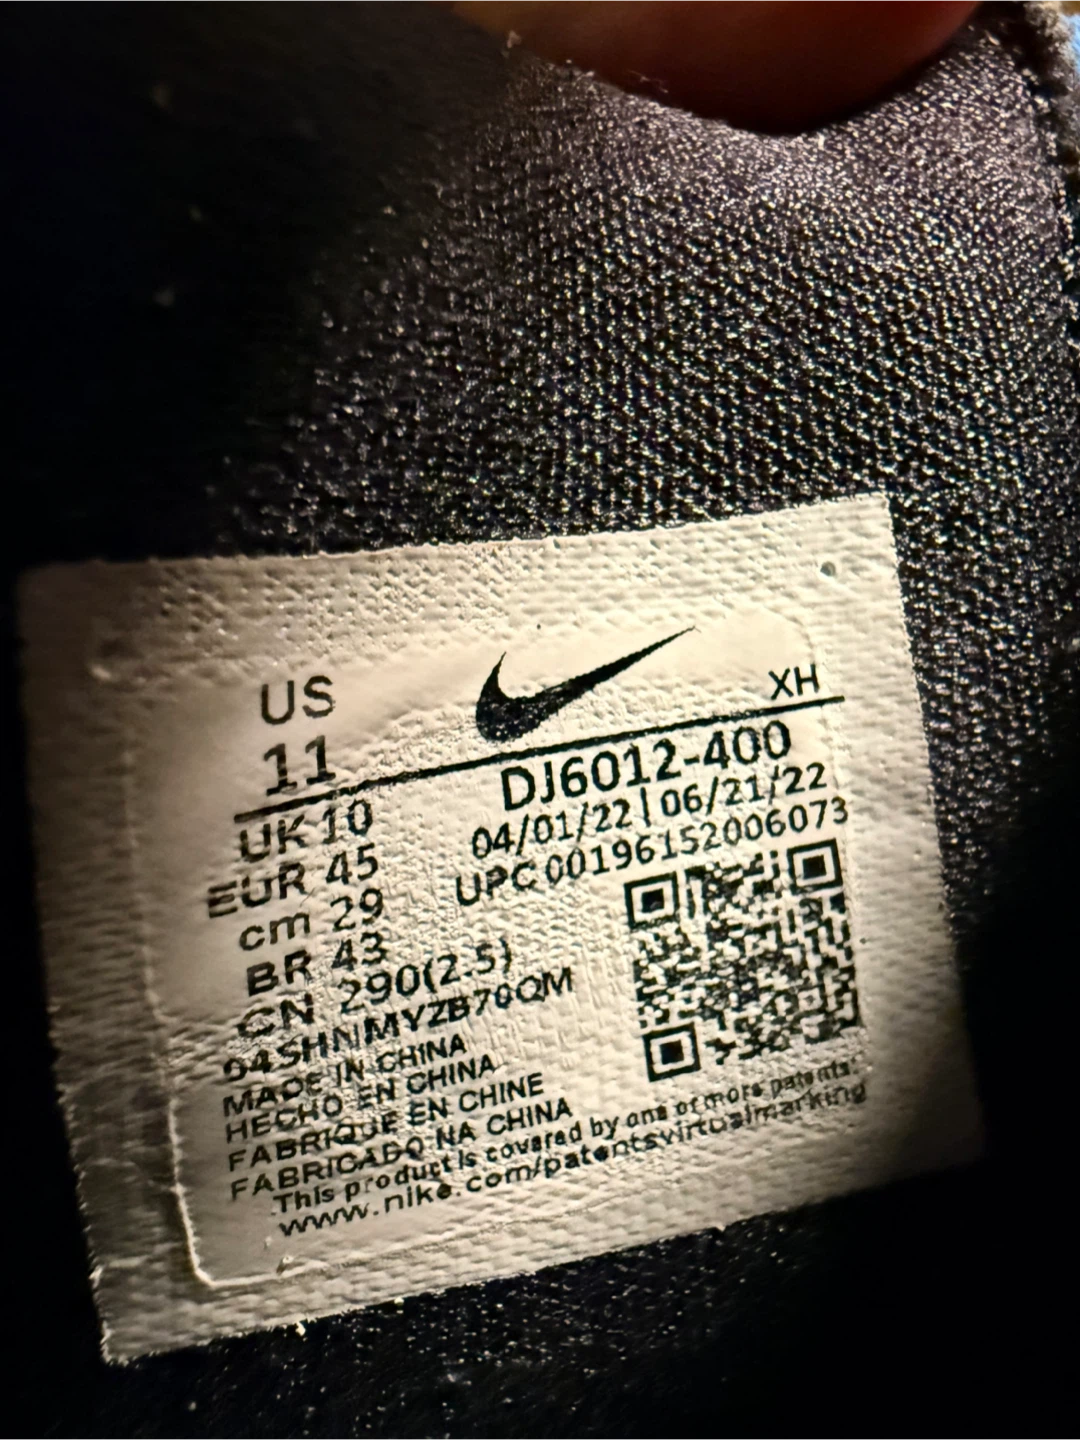 US
11
UK 10
EUR 45
cm 29
BR 43
CN 290(2.5)
XH
DJ6012-400
04/01/22 | 06/21/22
UPC 00196152006073
04SHNMYZB70QM
MADE IN CHINA
HECHO EN CHINA
FABRIQUE EN CHINE
FABRICADO NA CHINA
This product is covered by one or more patents:
www.nike.com/patentsvirtualmarking